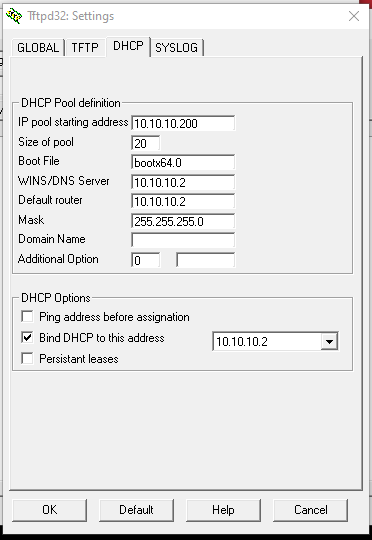 Tftpd32: Settings
GLOBAL TFTP DHCP SYSLOG
DHCP Pool definition
IP pool starting address 10.10.10.200
Size of pool 20
Boot File bootx64.0
WINS/DNS Server 10.10.10.2
Default router 10.10.10.2
Mask 255.255.255.0
Domain Name
Additional Option 0
DHCP Options
Ping address before assignation
Bind DHCP to this address 10.10.10.2
Persistant leases
OK Default Help Cancel